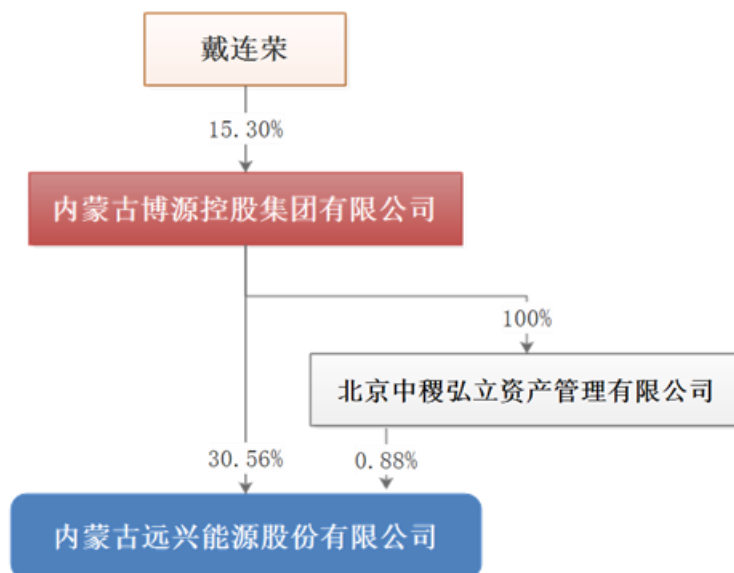 戴连荣
15.30%
内蒙古博源控股集团有限公司
100%
北京中稷弘立资产管理有限公司
30.56%
0.88%
内蒙古远兴能源股份有限公司